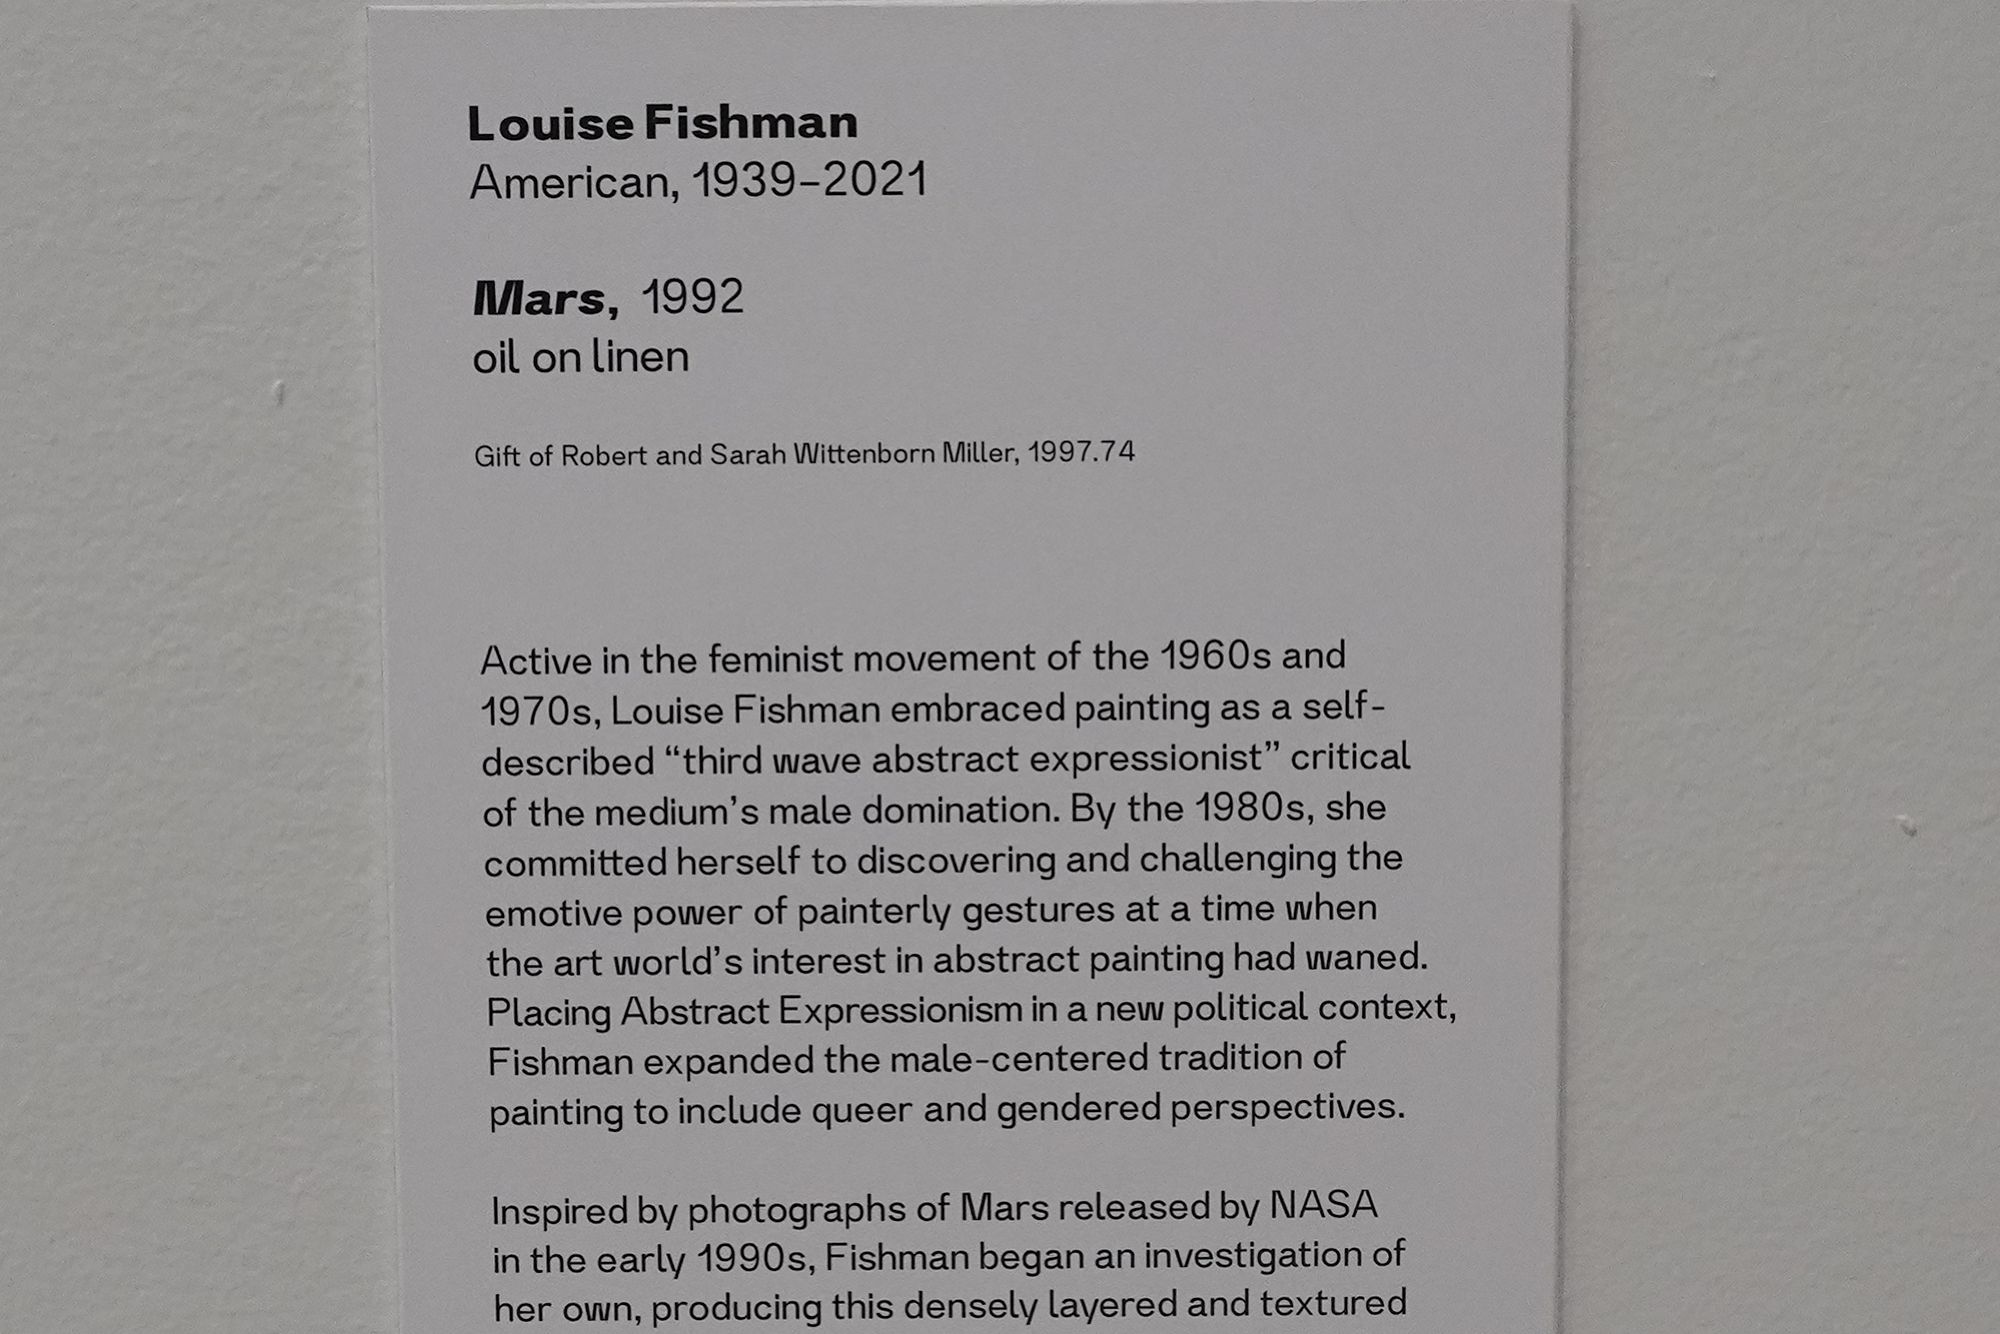 Louise Fishman
American, 1939–2021
Mars, 1992
oil on linen
Gift of Robert and Sarah Wittenborn Miller, 1997.74
Active in the feminist movement of the 1960s and
1970s, Louise Fishman embraced painting as a self-
described “third wave abstract expressionist” critical
of the medium’s male domination. By the 1980s, she
committed herself to discovering and challenging the
emotive power of painterly gestures at a time when
the art world’s interest in abstract painting had waned.
Placing Abstract Expressionism in a new political context,
Fishman expanded the male-centered tradition of
painting to include queer and gendered perspectives.
Inspired by photographs of Mars released by NASA
in the early 1990s, Fishman began an investigation of
her own, producing this densely layered and textured